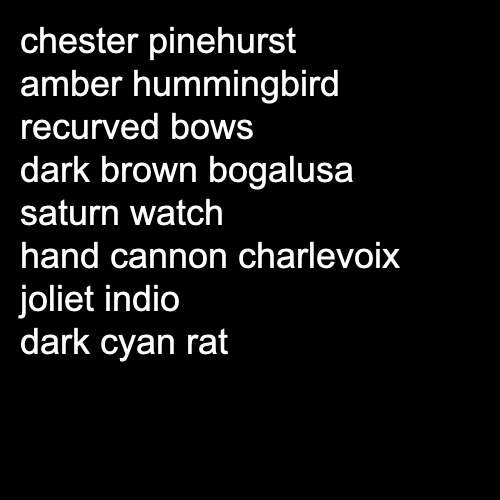 chester pinehurst
amber hummingbird
recurved bows
dark brown bogalusa
saturn watch
hand cannon charlevoix
joliet indio
dark cyan rat